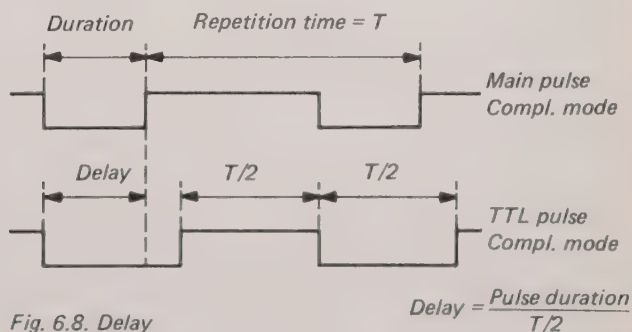 Duration Repetition time = T
Main pulse
Compl. mode
Delay T/2 T/2
TTL pulse
Compl. mode
Fig. 6.8. Delay
Delay = Pulse duration
T/2